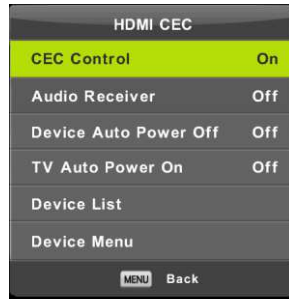 HDMI CEC
CEC Control On
Audio Receiver Off
Device Auto Power Off Off
TV Auto Power On Off
Device List
Device Menu
MENU Back